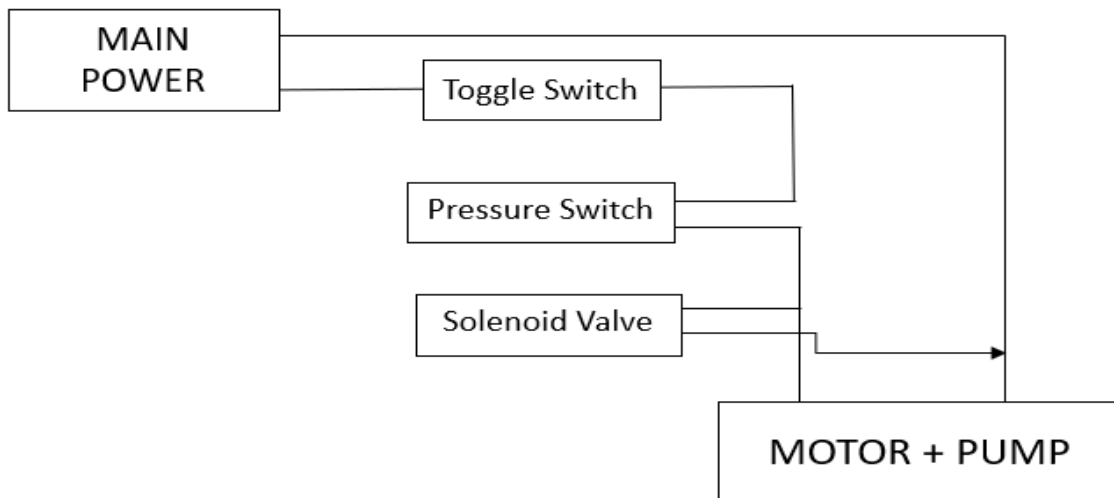 MAIN
POWER
Toggle Switch
Pressure Switch
Solenoid Valve
MOTOR + PUMP